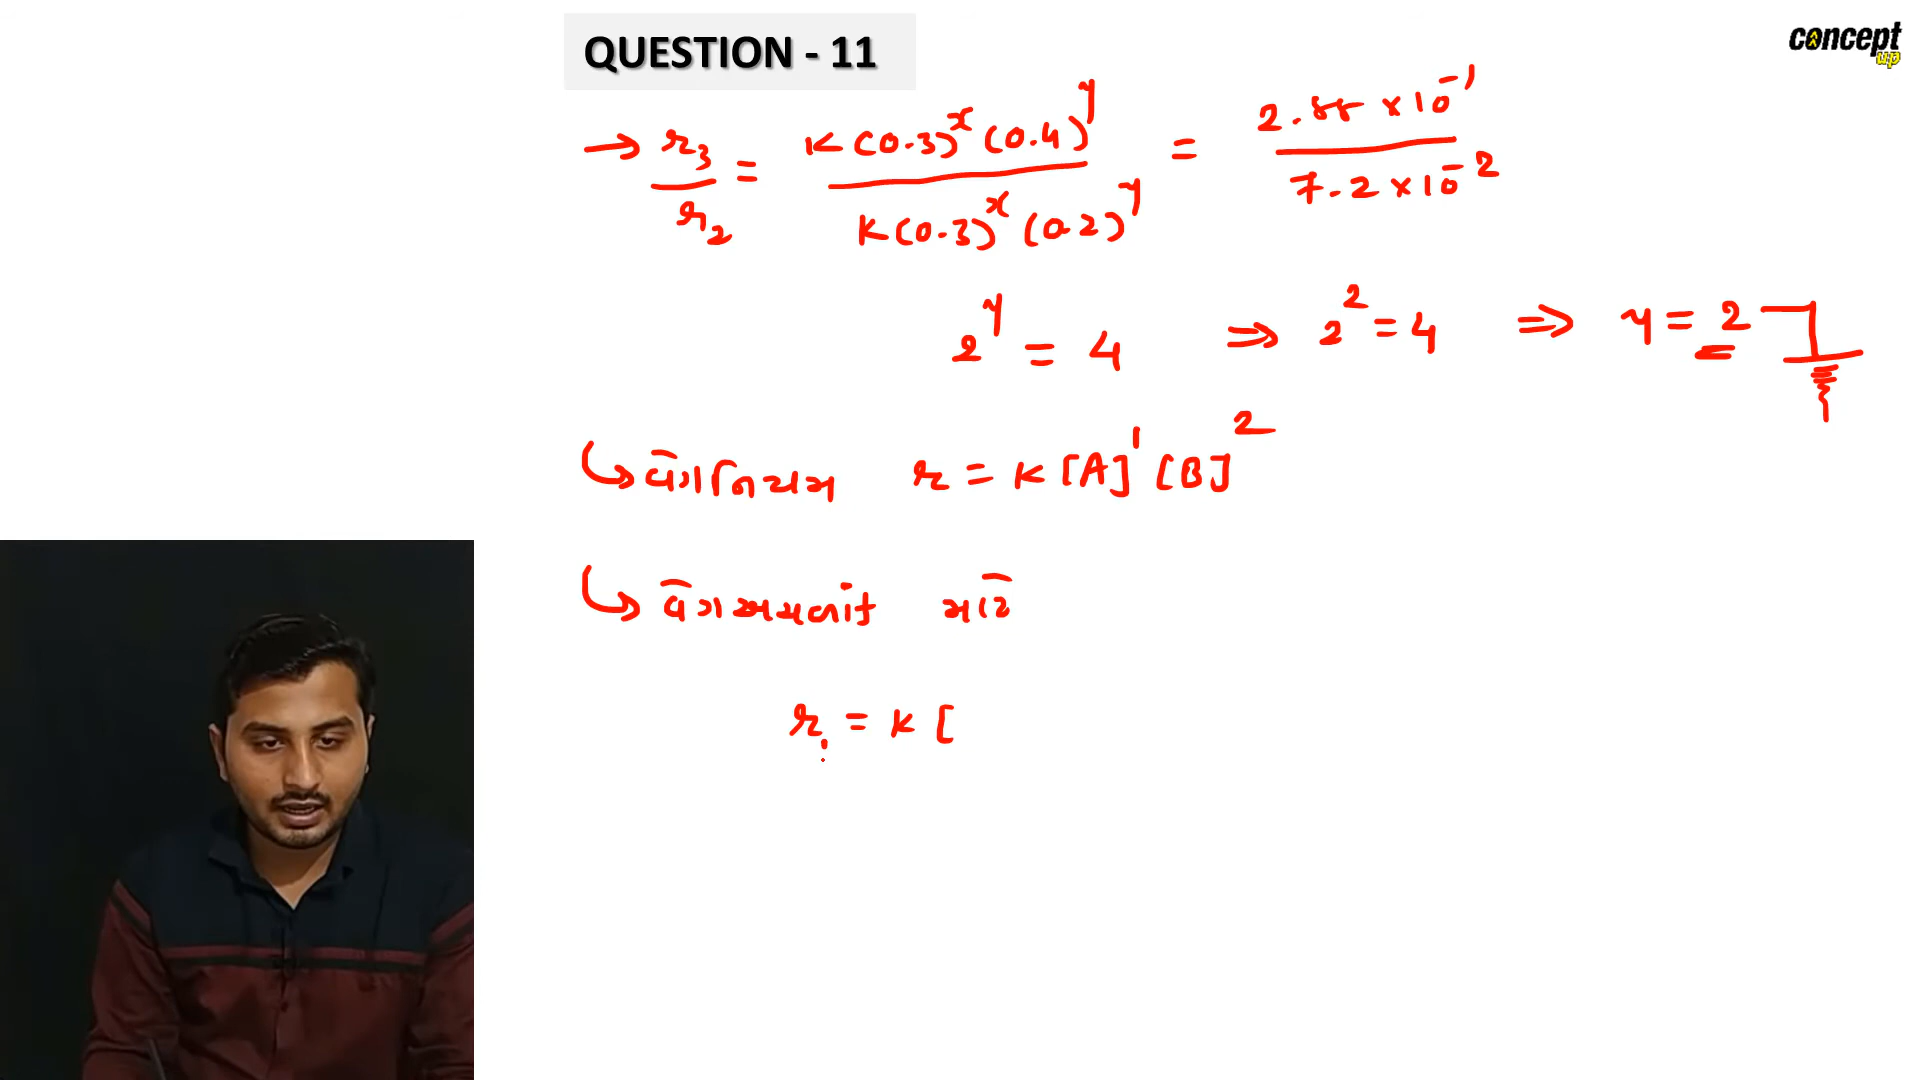 QUESTION - 11
concept up
→ r₃/r₂ = K(0.3)ˣ(0.4)ʸ / K(0.3)ˣ(0.2)ʸ = 2.88×10⁻¹ / 7.2×10⁻²
2ʸ = 4 ⇒ 2² = 4 ⇒ y = 2
વેગનિયમ r = K[A]¹[B]²
વેગઅચળાંક માટે
r₁ = K [